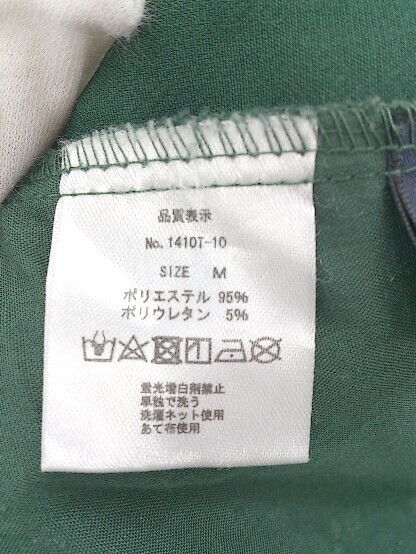 品質表示
No. 1410T-10
SIZE M
ポリエステル 95%
ポリウレタン 5%
蛍光増白剤禁止
単独で洗う
洗濯ネット使用
あて布使用